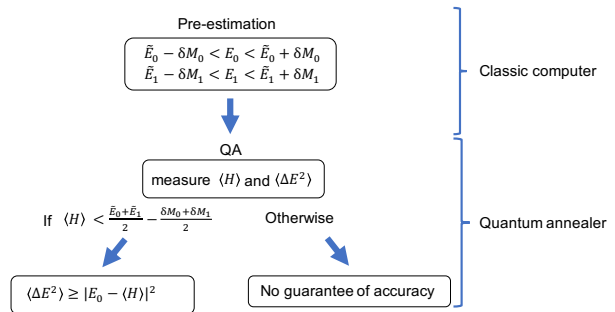 Pre-estimation
Ẽ₀ − δM₀ < E₀ < Ẽ₀ + δM₀
Ẽ₁ − δM₁ < E₁ < Ẽ₁ + δM₁
Classic computer
QA
measure ⟨H⟩ and ⟨ΔE²⟩
If ⟨H⟩ < (Ẽ₀+Ẽ₁)/2 − (δM₀+δM₁)/2
Otherwise
Quantum annealer
⟨ΔE²⟩ ≥ |E₀ − ⟨H⟩|²
No guarantee of accuracy